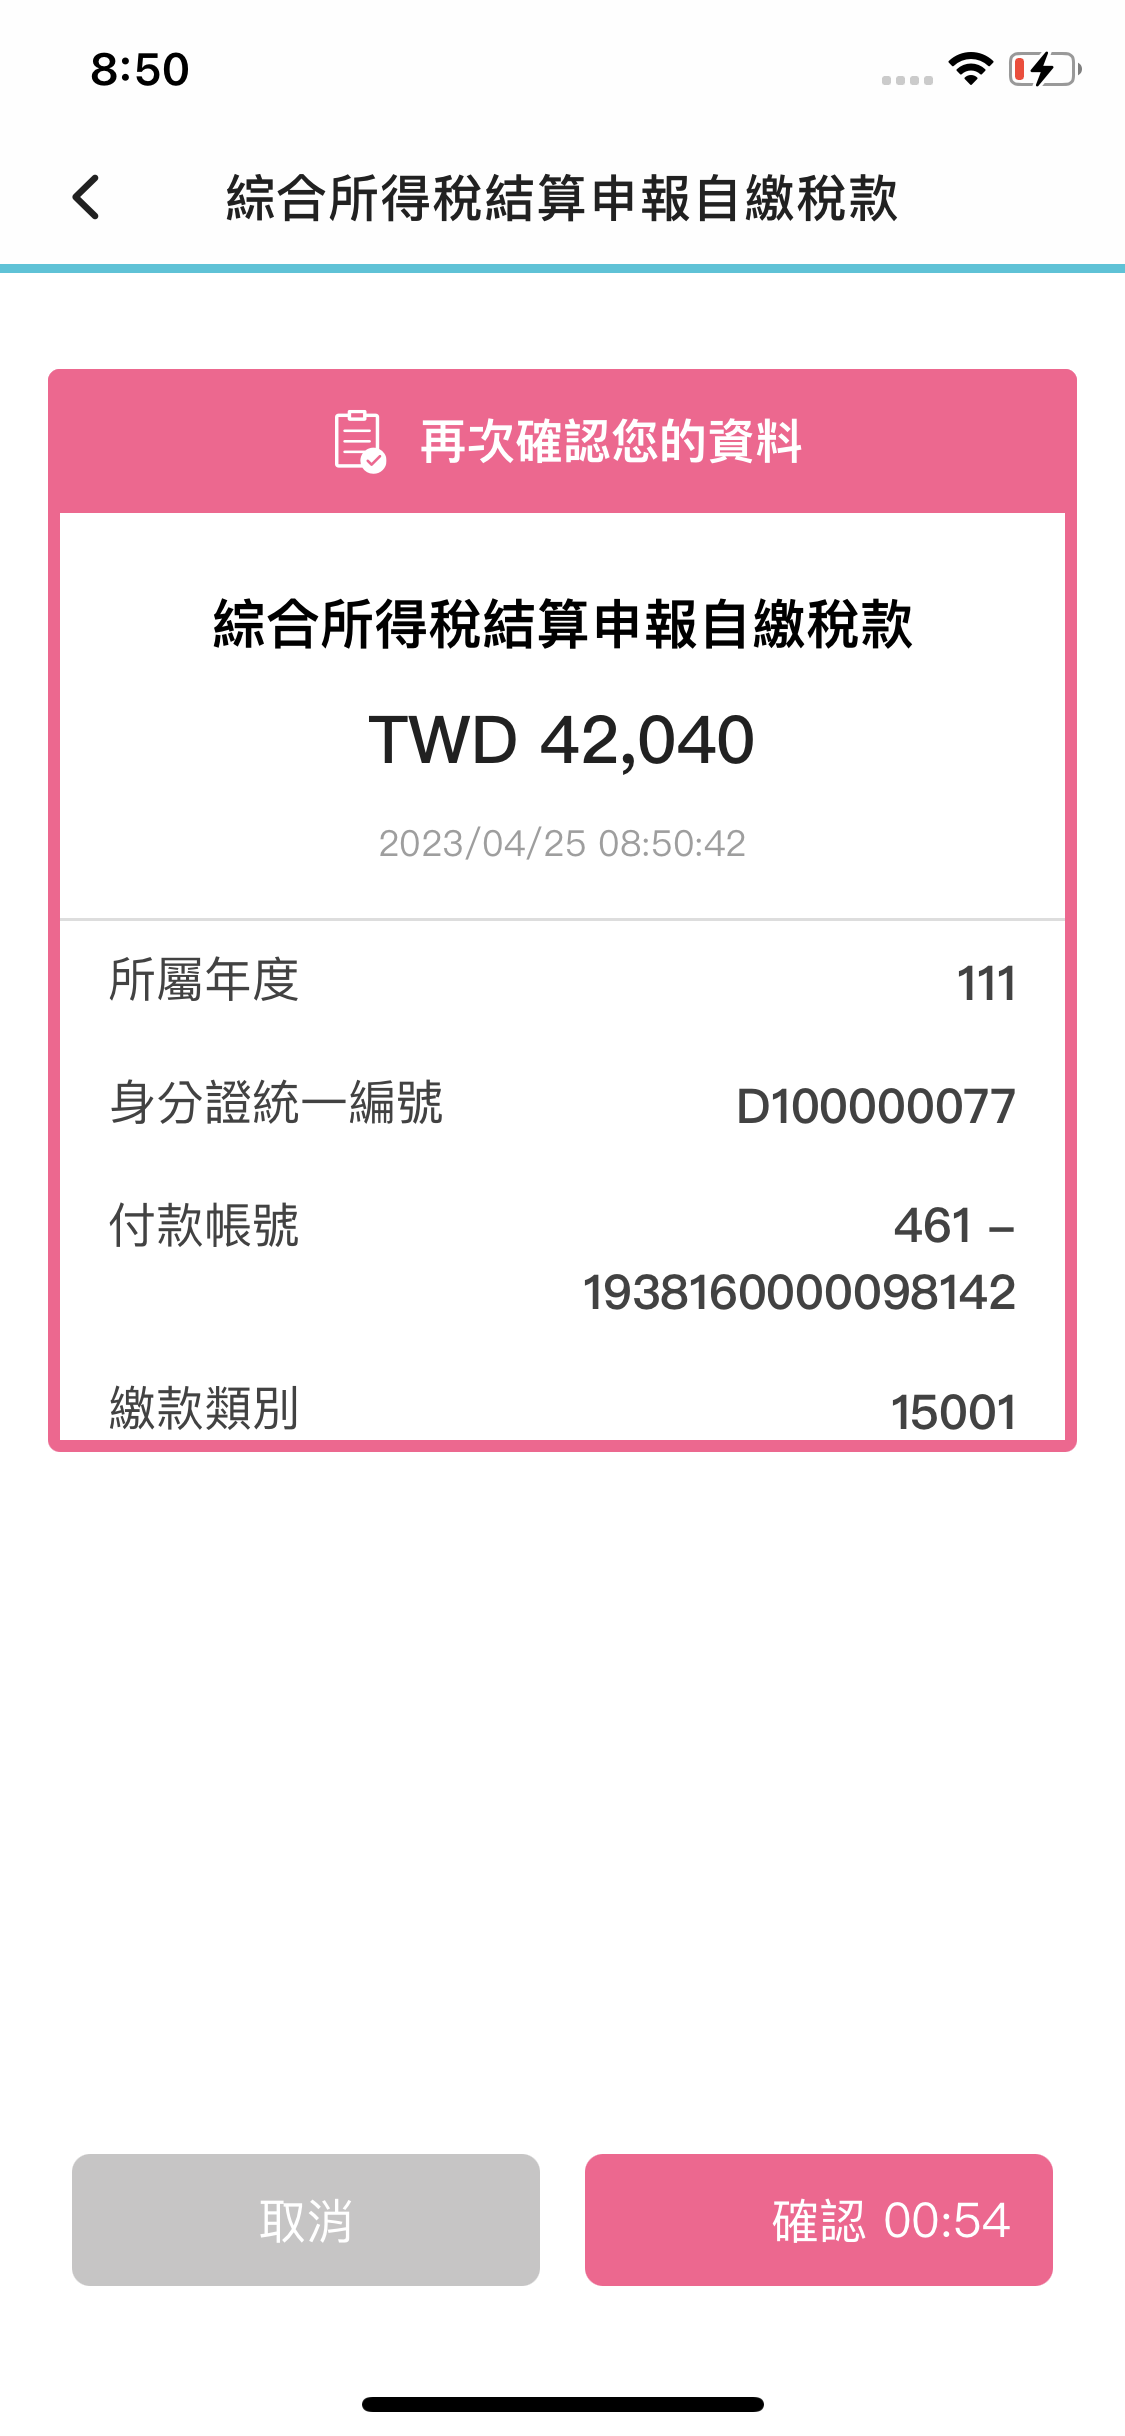 8:50
綜合所得稅結算申報自繳稅款
再次確認您的資料
綜合所得稅結算申報自繳稅款
TWD 42,040
2023/04/25 08:50:42
所屬年度 111
身分證統一編號 D100000077
付款帳號 461 –
1938160000098142
繳款類別 15001
取消 確認 00:54